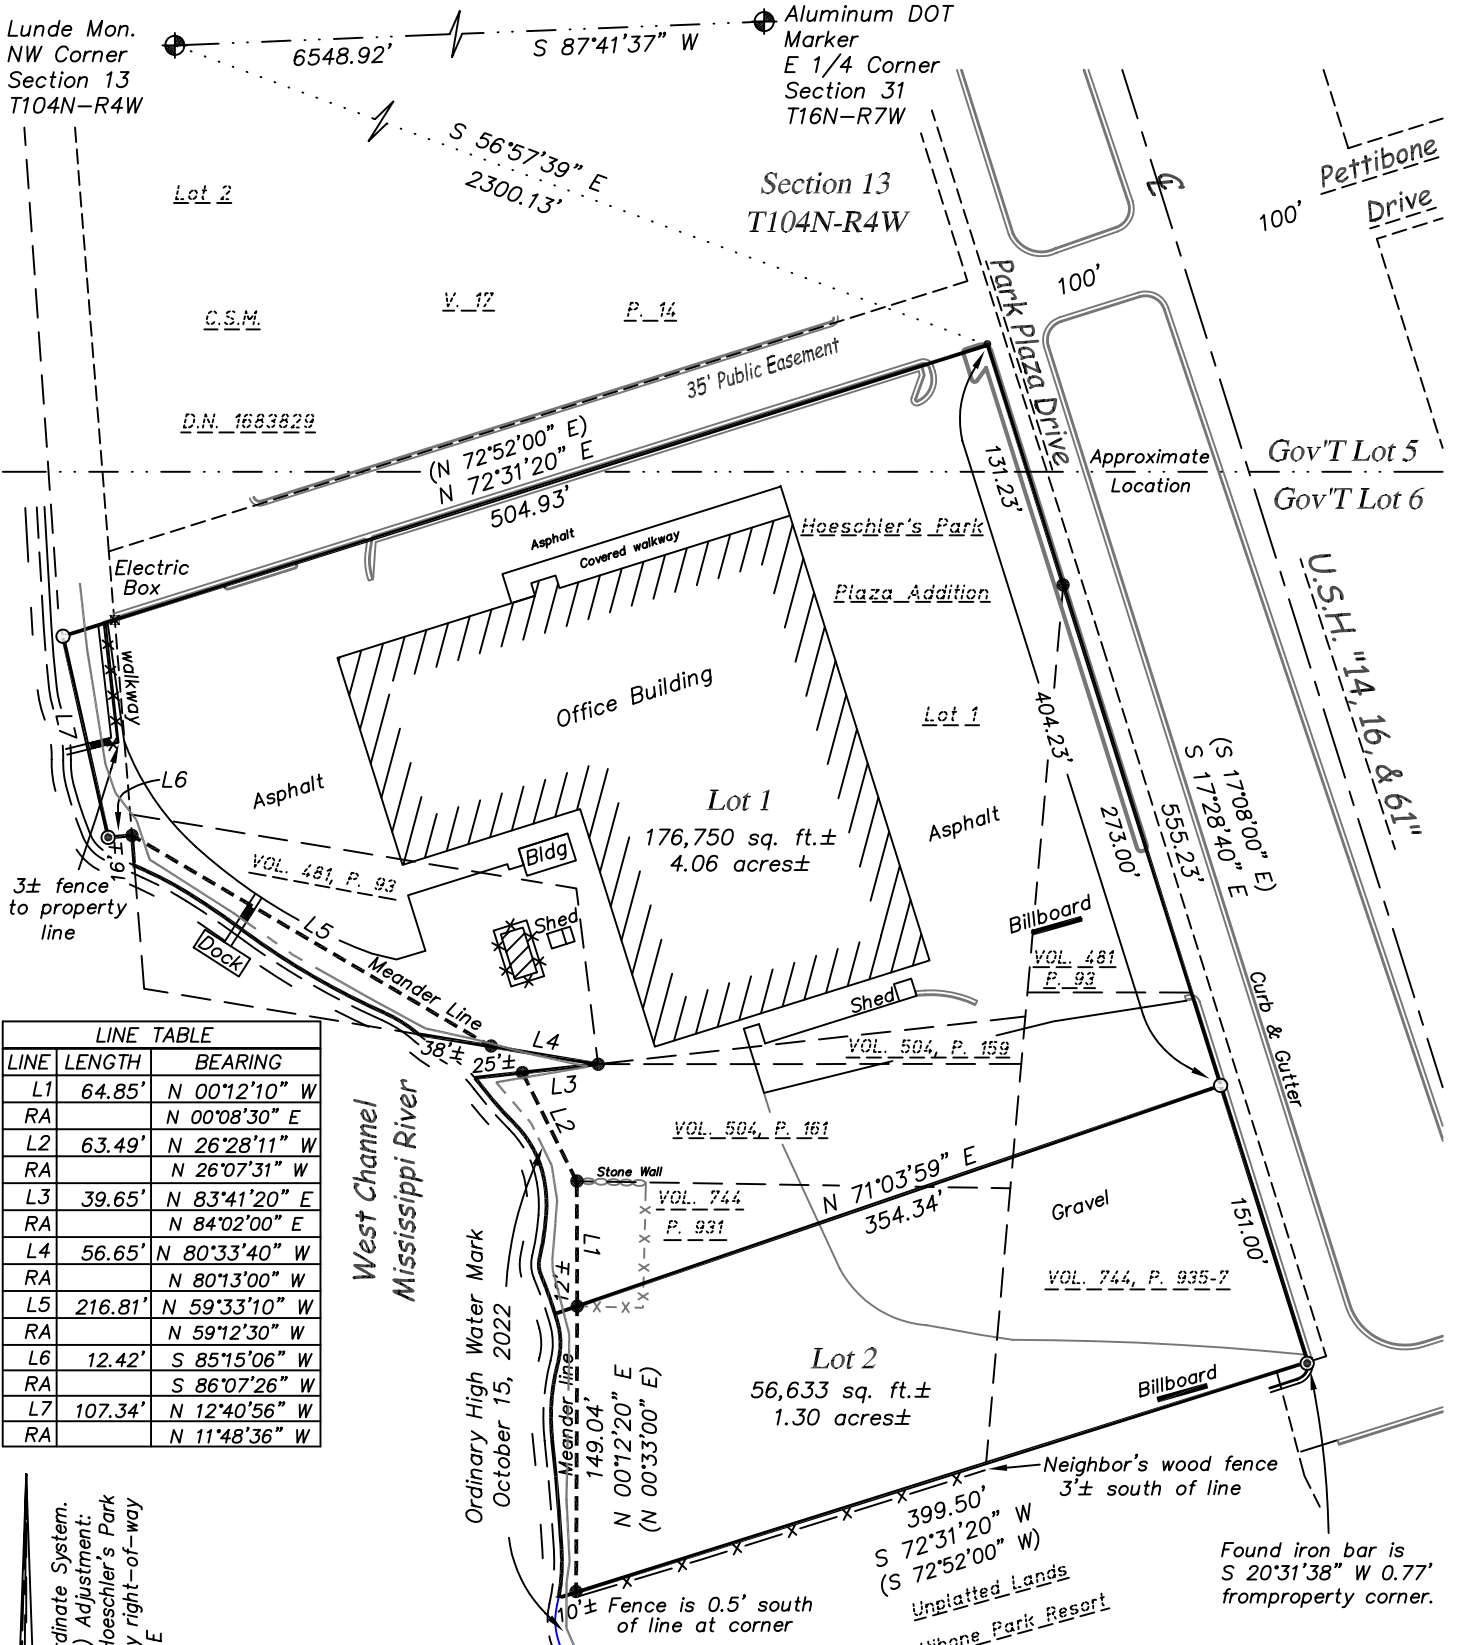 Lunde Mon.
NW Corner
Section 13
T104N-R4W
6548.92'
S 87°41'37" W
Aluminum DOT
Marker
E 1/4 Corner
Section 31
T16N-R7W
S 56°57'39" E
2300.13'
Lot 2
Section 13
T104N-R4W
℄
Pettibone
Drive
100'
100'
C.S.M.
V. 17
P. 14
D.N. 1683829
35' Public Easement
Park Plaza Drive
(N 72°52'00" E)
N 72°31'20" E
504.93'
131.23'
Approximate
Location
Gov'T Lot 5
Gov'T Lot 6
U.S.H. "14, 16, & 61"
Asphalt
Covered walkway
Hoeschler's Park
Plaza Addition
Lot 1
Electric
Box
walkway
L7
L6
Office Building
Asphalt
404.23'
Lot 1
176,750 sq. ft.±
4.06 acres±
Asphalt
273.00'
555.23'
(S 17°08'00" E)
S 17°28'40" E
3± fence
to property
line
19'±
VOL. 481, P. 93
Bldg
Shed
L5
Dock
Meander Line
Billboard
VOL. 481
P. 93
Shed
Curb & Gutter
38'±
25'±
L4
L3
L2
VOL. 504, P. 159
VOL. 504, P. 161
LINE TABLE
LINE LENGTH BEARING
L1 64.85' N 00°12'10" W
RA N 00°08'30" E
L2 63.49' N 26°28'11" W
RA N 26°07'31" W
L3 39.65' N 83°41'20" E
RA N 84°02'00" E
L4 56.65' N 80°33'40" W
RA N 80°13'00" W
L5 216.81' N 59°33'10" W
RA N 59°12'30" W
L6 12.42' S 85°15'06" W
RA S 86°07'26" W
L7 107.34' N 12°40'56" W
RA N 11°48'36" W
West Channel
Mississippi River
Stone Wall
VOL. 744
P. 931
L1
12'±
N 71°03'59" E
354.34'
Gravel
151.00'
VOL. 744, P. 935-7
Ordinary High Water Mark
October 15, 2022
Meander line
149.04'
N 00°12'20" E
(N 00°33'00" E)
Lot 2
56,633 sq. ft.±
1.30 acres±
Billboard
Neighbor's wood fence
3'± south of line
399.50'
S 72°31'20" W
(S 72°52'00" W)
Unplatted Lands
Park Resort
Found iron bar is
S 20°31'38" W 0.77'
fromproperty corner.
10'±
Fence is 0.5' south
of line at corner
System.
) Adjustment:
Hoeschler's Park
right-of-way
E